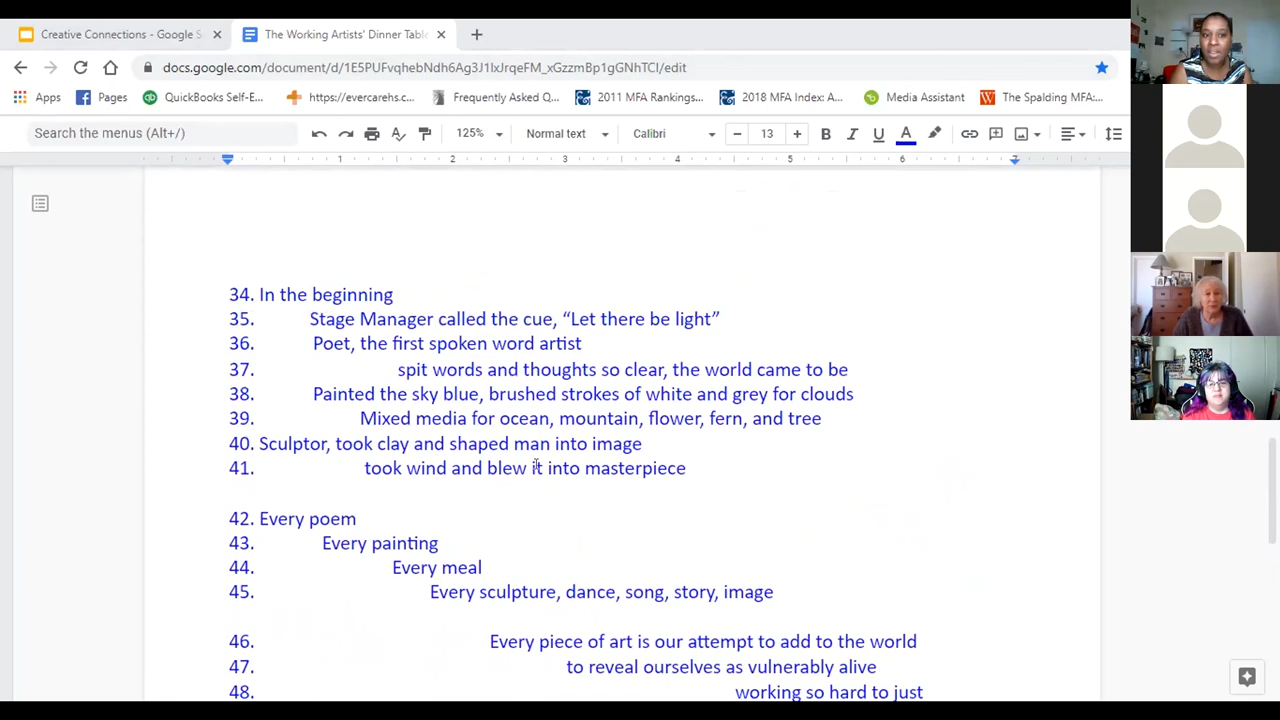 Creative Connections - Google S
The Working Artists' Dinner Table
docs.google.com/document/d/1E5PUFvqhebNdh6Ag3J1lxJrqeFM_xGzzmBp1gGNhTCI/edit
Apps Pages QuickBooks Self-E... https://evercarehs.c... Frequently Asked Q... 2011 MFA Rankings... 2018 MFA Index: A... Media Assistant The Spalding MFA:...
Search the menus (Alt+/) 125% Normal text Calibri 13 B I U A
1 2 3 4 5 6 7
34. In the beginning
35. Stage Manager called the cue, “Let there be light”
36. Poet, the first spoken word artist
37. spit words and thoughts so clear, the world came to be
38. Painted the sky blue, brushed strokes of white and grey for clouds
39. Mixed media for ocean, mountain, flower, fern, and tree
40. Sculptor, took clay and shaped man into image
41. took wind and blew it into masterpiece
42. Every poem
43. Every painting
44. Every meal
45. Every sculpture, dance, song, story, image
46. Every piece of art is our attempt to add to the world
47. to reveal ourselves as vulnerably alive
48. working so hard to just